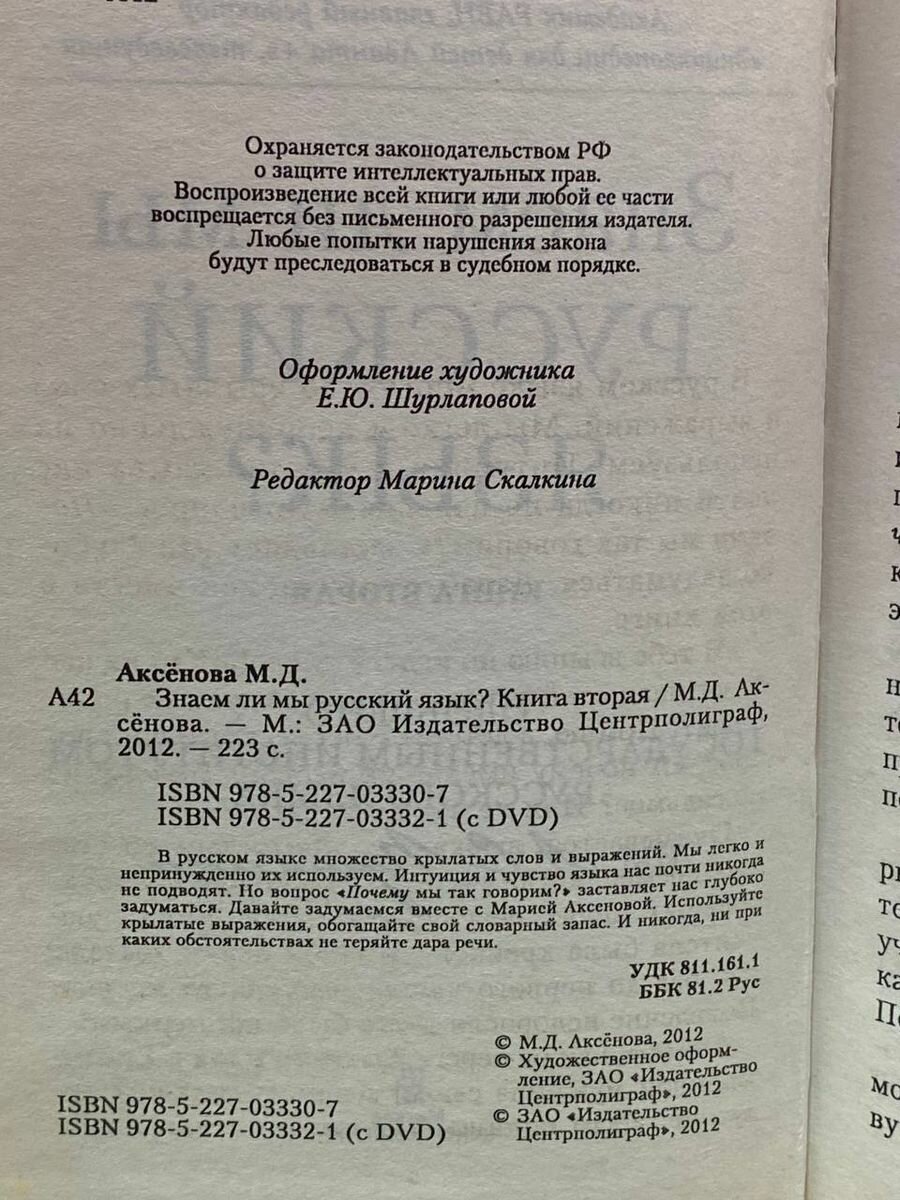 Охраняется законодательством РФ
о защите интеллектуальных прав.
Воспроизведение всей книги или любой ее части
воспрещается без письменного разрешения издателя.
Любые попытки нарушения закона
будут преследоваться в судебном порядке.
Оформление художника
Е.Ю. Шурлаповой
Редактор Марина Скалкина
Аксёнова М.Д.
А42 Знаем ли мы русский язык? Книга вторая / М.Д. Ак-
сёнова. — М.: ЗАО Издательство Центрполиграф,
2012. — 223 с.
ISBN 978-5-227-03330-7
ISBN 978-5-227-03332-1 (с DVD)
В русском языке множество крылатых слов и выражений. Мы легко и
непринужденно их используем. Интуиция и чувство языка нас почти никогда
не подводят. Но вопрос «Почему мы так говорим?» заставляет нас глубоко
задуматься. Давайте задумаемся вместе с Марией Аксеновой. Используйте
крылатые выражения, обогащайте свой словарный запас. И никогда, ни при
каких обстоятельствах не теряйте дара речи.
УДК 811.161.1
ББК 81.2 Рус
© М.Д. Аксёнова, 2012
© Художественное оформ-
ление, ЗАО «Издательство
Центрполиграф», 2012
© ЗАО «Издательство
Центрполиграф», 2012
ISBN 978-5-227-03330-7
ISBN 978-5-227-03332-1 (с DVD)